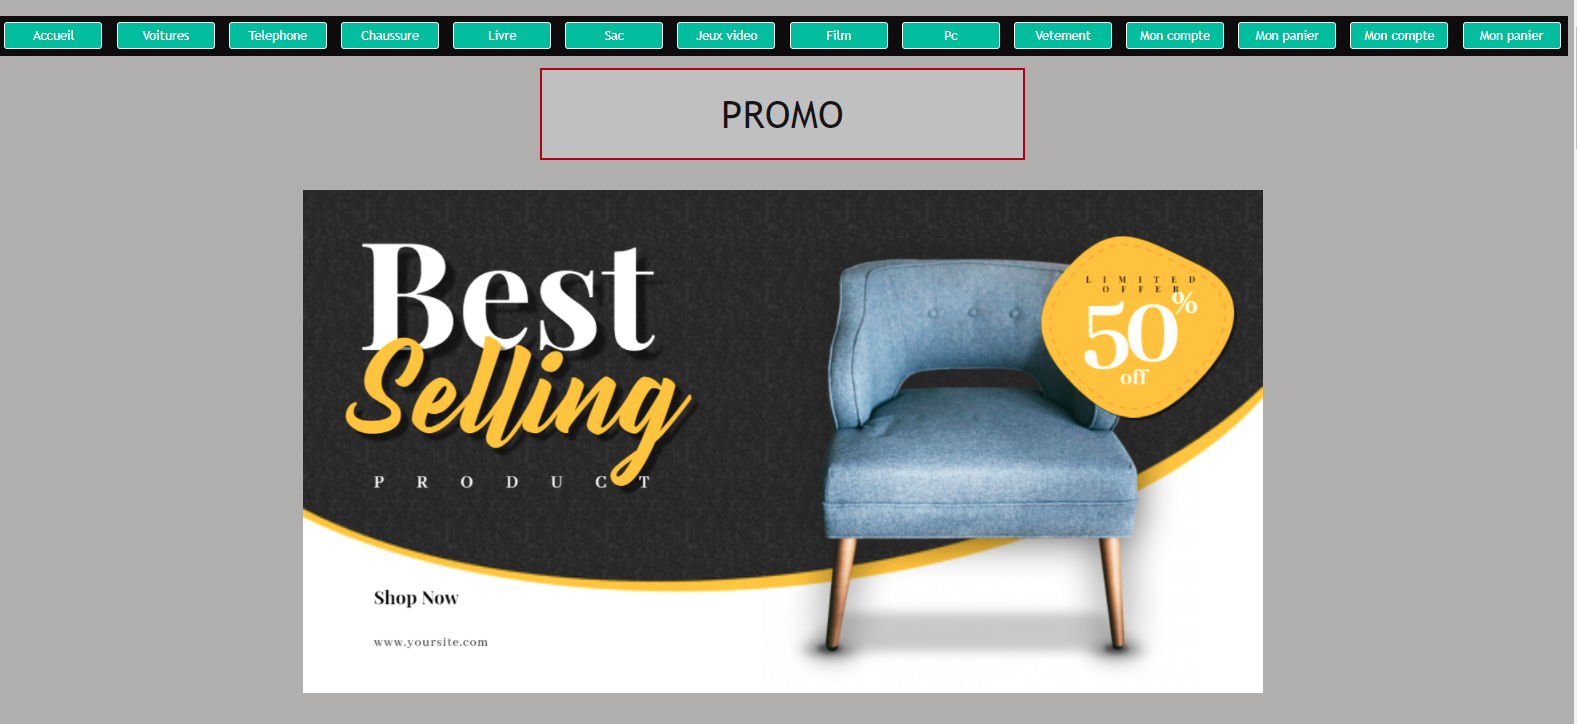 Accueil Voitures Telephone Chaussure Livre Sac Jeux video Film Pc Vetement Mon compte Mon panier Mon compte Mon panier
PROMO
Best
Selling
PRODUCT
Shop Now
www.yoursite.com
LIMITED
OFFER
50%
off